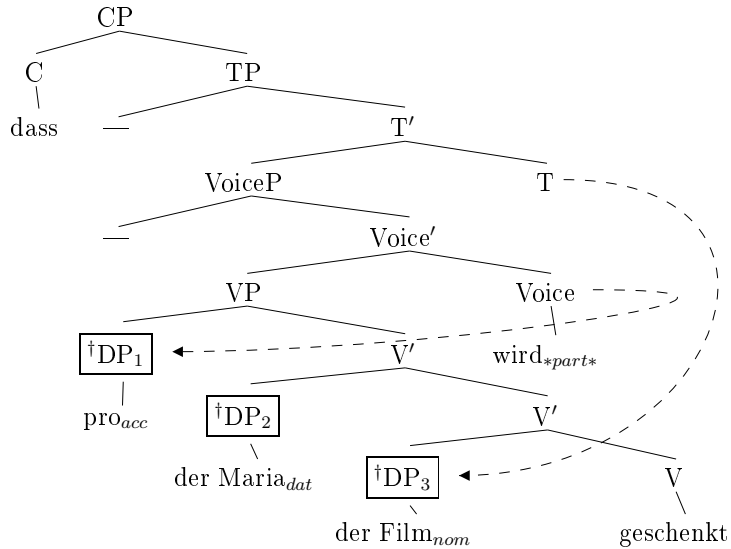 CP
C TP
dass — T′
VoiceP T
— Voice′
VP Voice
†DP1 V′ wird*part*
proacc †DP2 V′
der Mariadat †DP3 V
der Filmnom geschenkt